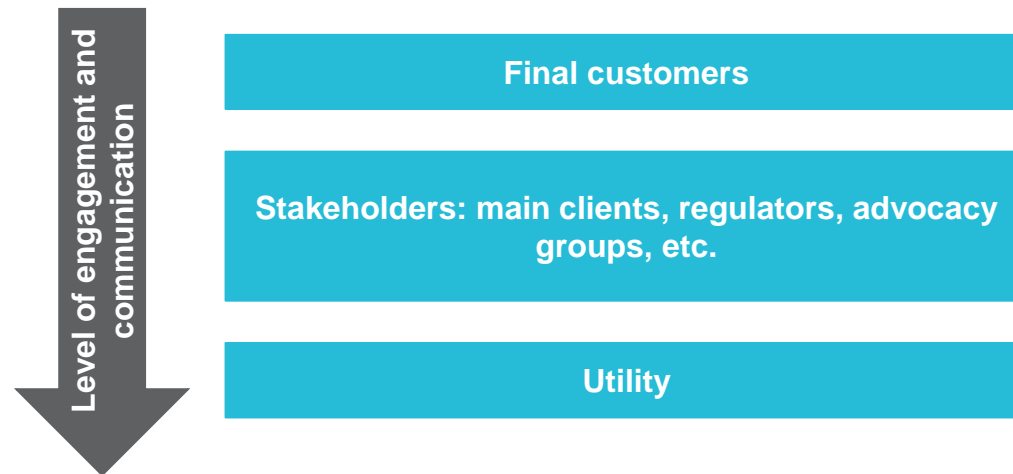 Level of engagement and
communication
Final customers
Stakeholders: main clients, regulators, advocacy
groups, etc.
Utility